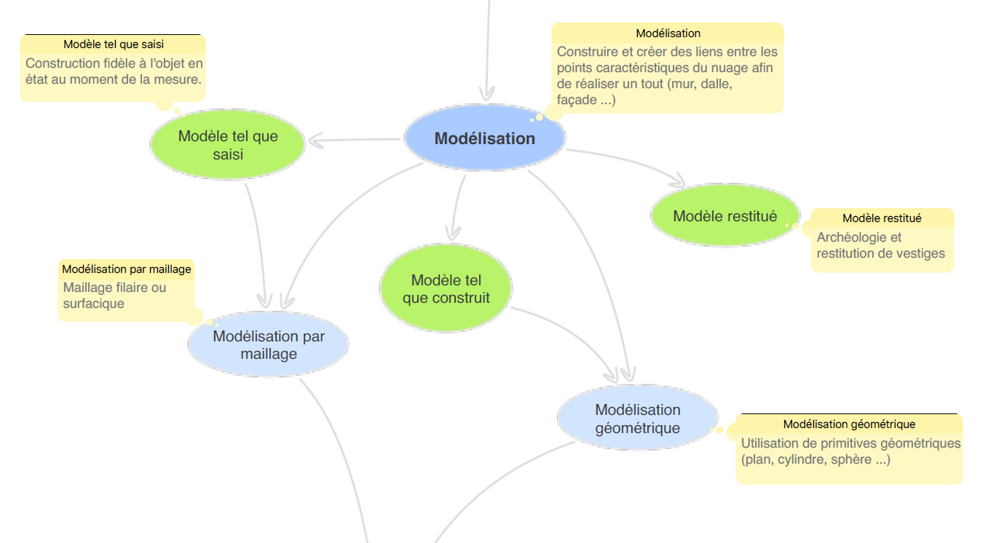 Modèle tel que saisi
Construction fidèle à l'objet en
état au moment de la mesure.
Modélisation
Construire et créer des liens entre les
points caractéristiques du nuage afin
de réaliser un tout (mur, dalle,
façade ...)
Modèle tel que
saisi
Modélisation
Modèle restitué
Modèle restitué
Archéologie et
restitution de vestiges
Modélisation par maillage
Maillage filaire ou
surfacique
Modèle tel
que construit
Modélisation par
maillage
Modélisation
géométrique
Modélisation géométrique
Utilisation de primitives géométriques
(plan, cylindre, sphère ...)